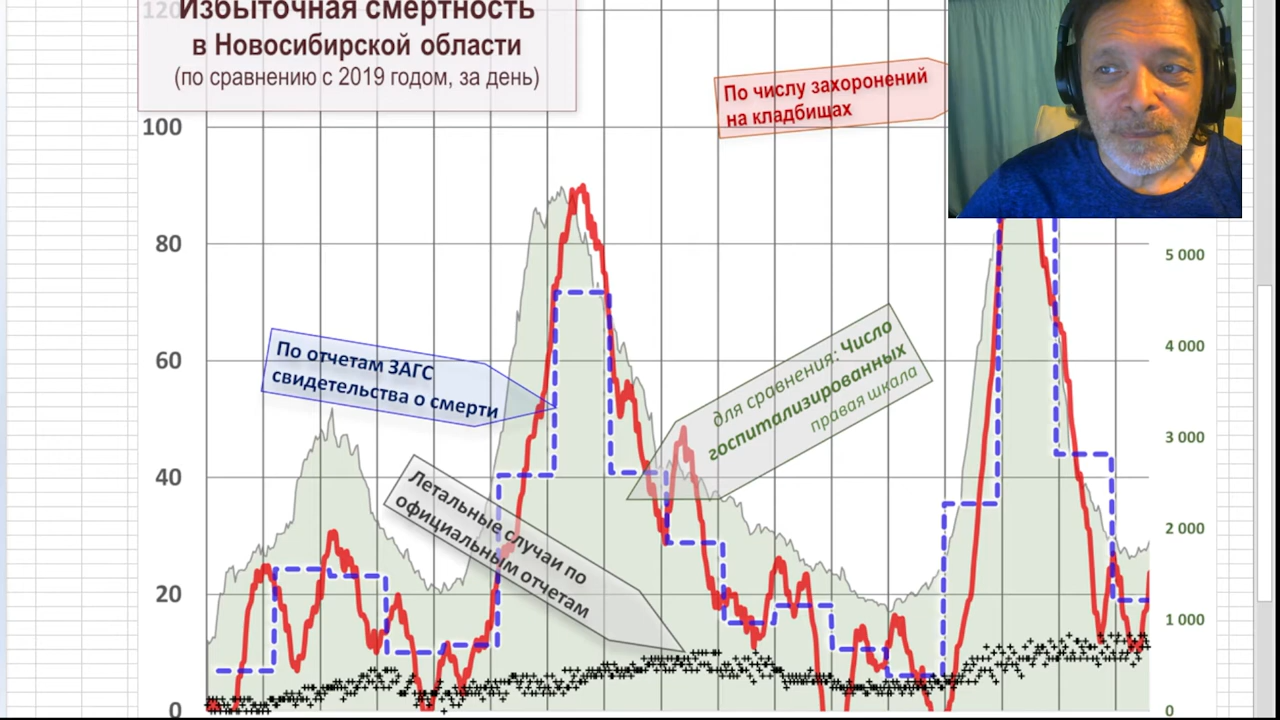 120
Избыточная смертность
в Новосибирской области
(по сравнению с 2019 годом, за день)
По числу захоронений
на кладбищах
100
80
60
40
20
0
По отчетам ЗАГС
свидетельства о смерти
для сравнения: Число
госпитализированных
правая шкала
Летальные случаи по
официальным отчетам
5 000
4 000
3 000
2 000
1 000
0